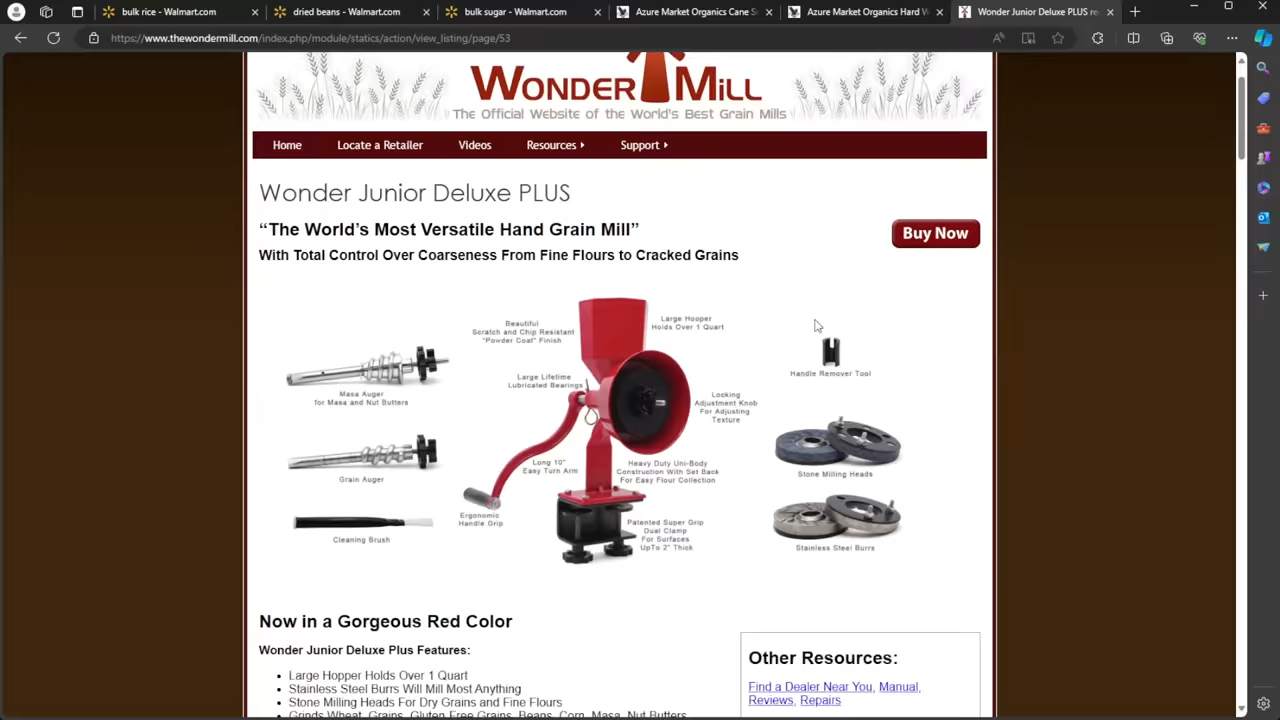 bulk rice - Walmart.com
dried beans - Walmart.com
bulk sugar - Walmart.com
Azure Market Organics Cane S
Azure Market Organics Hard W
Wonder Junior Deluxe PLUS re
https://www.thewondermill.com/index.php/module/statics/action/view_listing/page/53
WONDER MILL
The Official Website of the World's Best Grain Mills
Home
Locate a Retailer
Videos
Resources
Support
Wonder Junior Deluxe PLUS
“The World’s Most Versatile Hand Grain Mill”
Buy Now
With Total Control Over Coarseness From Fine Flours to Cracked Grains
Beautiful
Scratch and Chip Resistant
"Powder Coat" Finish
Large Hooper
Holds Over 1 Quart
Handle Remover Tool
Large Lifetime
Lubricated Bearings
Masa Auger
for Masa and Nut Butters
Locking
Adjustment Knob
For Adjusting
Texture
Long 10"
Easy Turn Arm
Heavy Duty Uni-Body
Construction With Set Back
For Easy Flour Collection
Stone Milling Heads
Grain Auger
Ergonomic
Handle Grip
Patented Super Grip
Dual Clamp
For Surfaces
UpTo 2" Thick
Cleaning Brush
Stainless Steel Burrs
Now in a Gorgeous Red Color
Wonder Junior Deluxe Plus Features:
Large Hopper Holds Over 1 Quart
Stainless Steel Burrs Will Mill Most Anything
Stone Milling Heads For Dry Grains and Fine Flours
Grinds Wheat, Grains, Gluten Free Grains, Beans, Corn, Masa, Nut Butters
Other Resources:
Find a Dealer Near You, Manual,
Reviews, Repairs